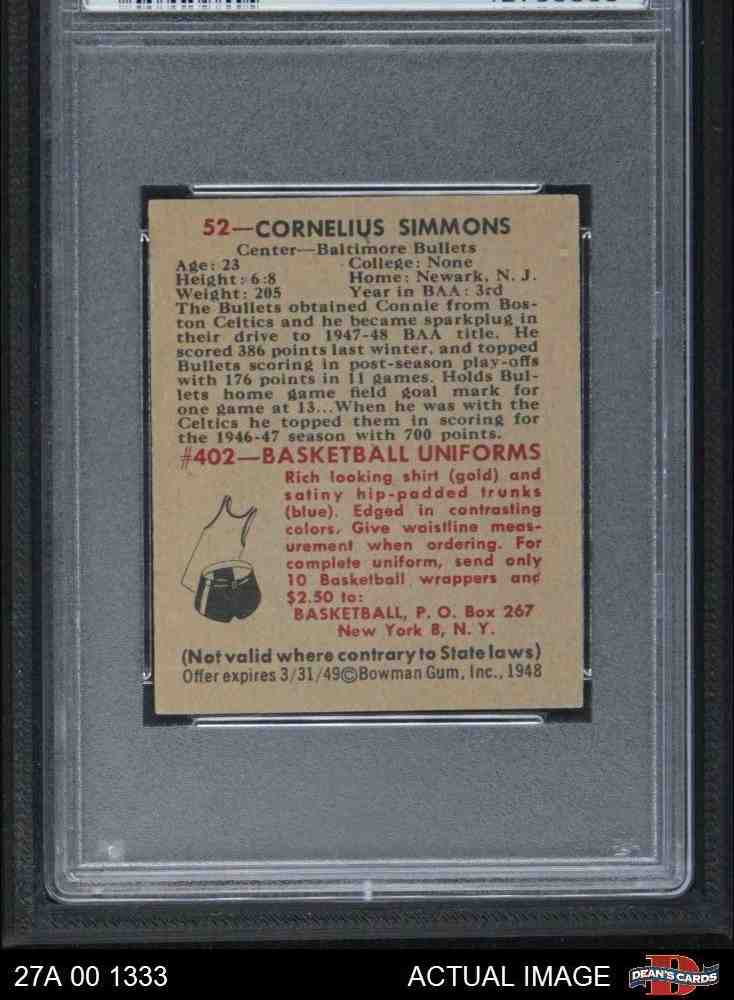 52—CORNELIUS SIMMONS
Center—Baltimore Bullets
Age: 23 College: None
Height: 6:8 Home: Newark, N. J.
Weight: 205 Year in BAA: 3rd
The Bullets obtained Connie from Bos-
ton Celtics and he became sparkplug in
their drive to 1947-48 BAA title. He
scored 386 points last winter, and topped
Bullets scoring in post-season play-offs
with 176 points in 11 games. Holds Bul-
lets home game field goal mark for
one game at 13...When he was with the
Celtics he topped them in scoring for
the 1946-47 season with 700 points.
#402—BASKETBALL UNIFORMS
Rich looking shirt (gold) and
satiny hip-padded trunks
(blue). Edged in contrasting
colors. Give waistline meas-
urement when ordering. For
complete uniform, send only
10 Basketball wrappers and
$2.50 to:
BASKETBALL, P. O. Box 267
New York 8, N. Y.
(Not valid where contrary to State laws)
Offer expires 3/31/49©Bowman Gum, Inc., 1948
27A 00 1333 ACTUAL IMAGE DEAN'S CARDS